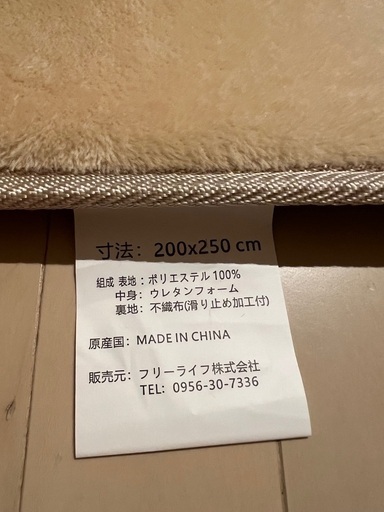 寸法：200x250 cm
組成 表地：ポリエステル100%
中身：ウレタンフォーム
裏地：不織布(滑り止め加工付)
原産国：MADE IN CHINA
販売元：フリーライフ株式会社
TEL: 0956-30-7336